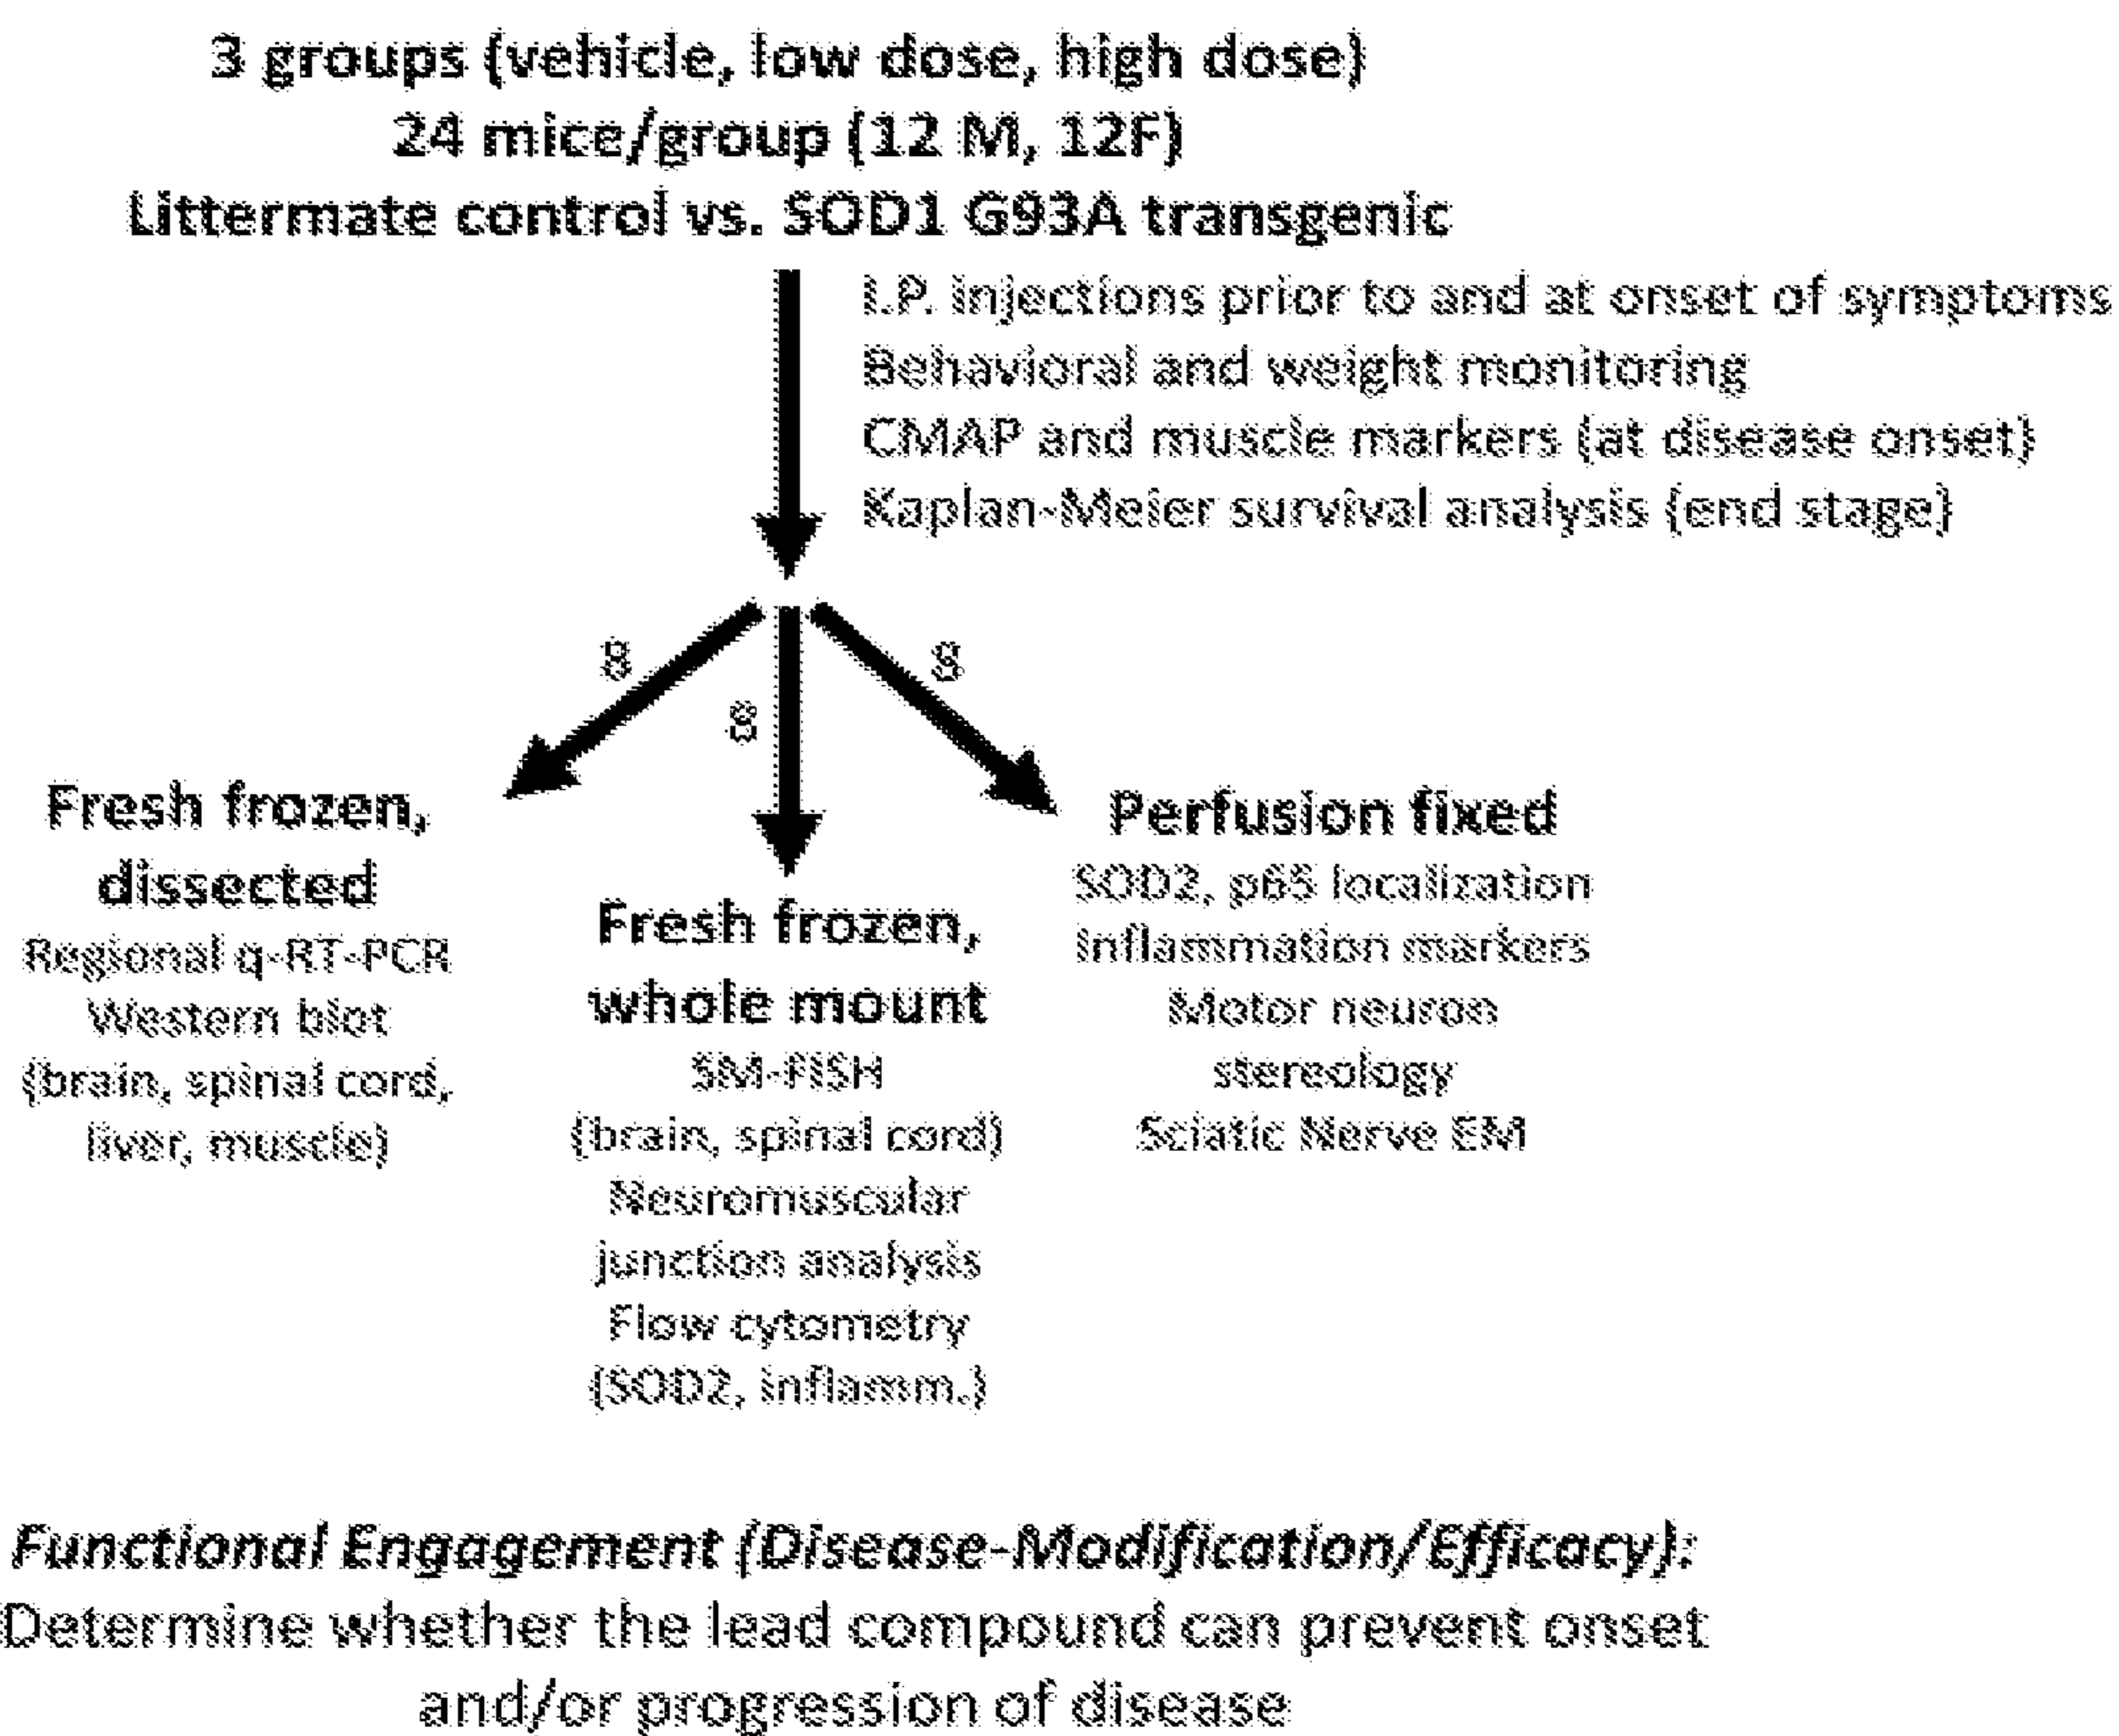 3 groups (vehicle, low dose, high dose)
24 mice/group (12 M, 12F)
Littermate control vs. SOD1 G93A transgenic
I.P. injections prior to and at onset of symptoms
Behavioral and weight monitoring
CMAP and muscle markers (at disease onset)
Kaplan-Meier survival analysis (end stage)
8
8
8
Fresh frozen,
dissected
Regional q-RT-PCR
Western blot
(brain, spinal cord,
liver, muscle)
Fresh frozen,
whole mount
SM-FISH
(brain, spinal cord)
Neuromuscular
junction analysis
Flow cytometry
(SOD2, inflamm.)
Perfusion fixed
SOD2, p65 localization
Inflammation markers
Motor neuron
stereology
Sciatic Nerve EM
Functional Engagement (Disease-Modification/Efficacy):
Determine whether the lead compound can prevent onset
and/or progression of disease